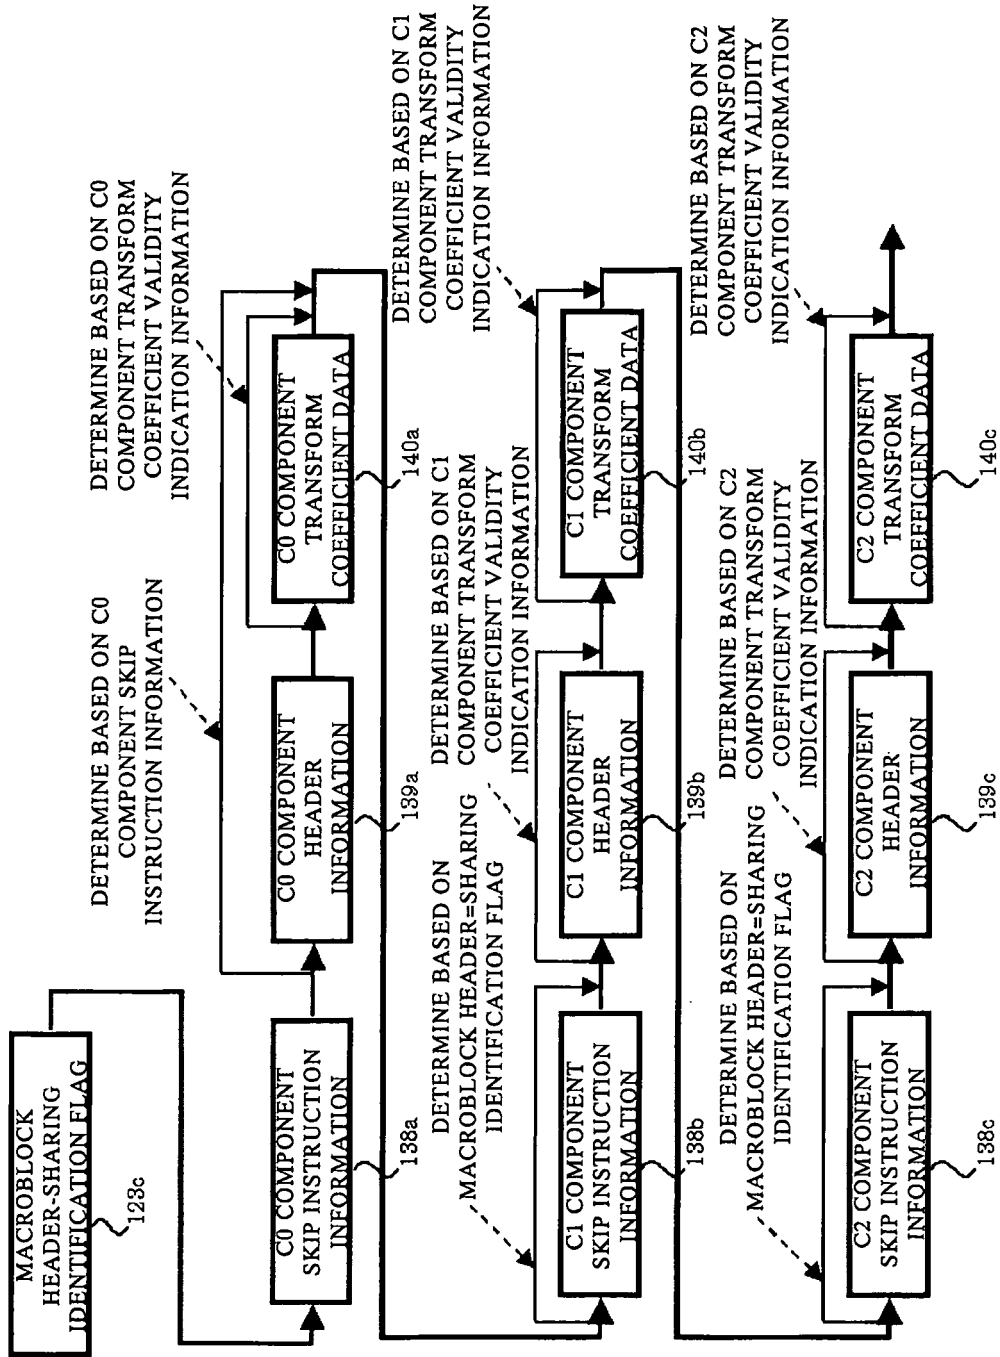 MACROBLOCK
HEADER-SHARING
IDENTIFICATION FLAG
123c
DETERMINE BASED ON C0
COMPONENT SKIP
INSTRUCTION INFORMATION
DETERMINE BASED ON C0
COMPONENT TRANSFORM
COEFFICIENT VALIDITY
INDICATION INFORMATION
C0 COMPONENT
SKIP INSTRUCTION
INFORMATION
138a
C0 COMPONENT
HEADER
INFORMATION
139a
C0 COMPONENT
TRANSFORM
COEFFICIENT DATA
140a
DETERMINE BASED ON
MACROBLOCK HEADER=SHARING
IDENTIFICATION FLAG
DETERMINE BASED ON C1
COMPONENT TRANSFORM
COEFFICIENT VALIDITY
INDICATION INFORMATION
DETERMINE BASED ON C1
COMPONENT TRANSFORM
COEFFICIENT VALIDITY
INDICATION INFORMATION
C1 COMPONENT
SKIP INSTRUCTION
INFORMATION
138b
C1 COMPONENT
HEADER
INFORMATION
139b
C1 COMPONENT
TRANSFORM
COEFFICIENT DATA
140b
DETERMINE BASED ON
MACROBLOCK HEADER=SHARING
IDENTIFICATION FLAG
DETERMINE BASED ON C2
COMPONENT TRANSFORM
COEFFICIENT VALIDITY
INDICATION INFORMATION
DETERMINE BASED ON C2
COMPONENT TRANSFORM
COEFFICIENT VALIDITY
INDICATION INFORMATION
C2 COMPONENT
SKIP INSTRUCTION
INFORMATION
138c
C2 COMPONENT
HEADER
INFORMATION
139c
C2 COMPONENT
TRANSFORM
COEFFICIENT DATA
140c